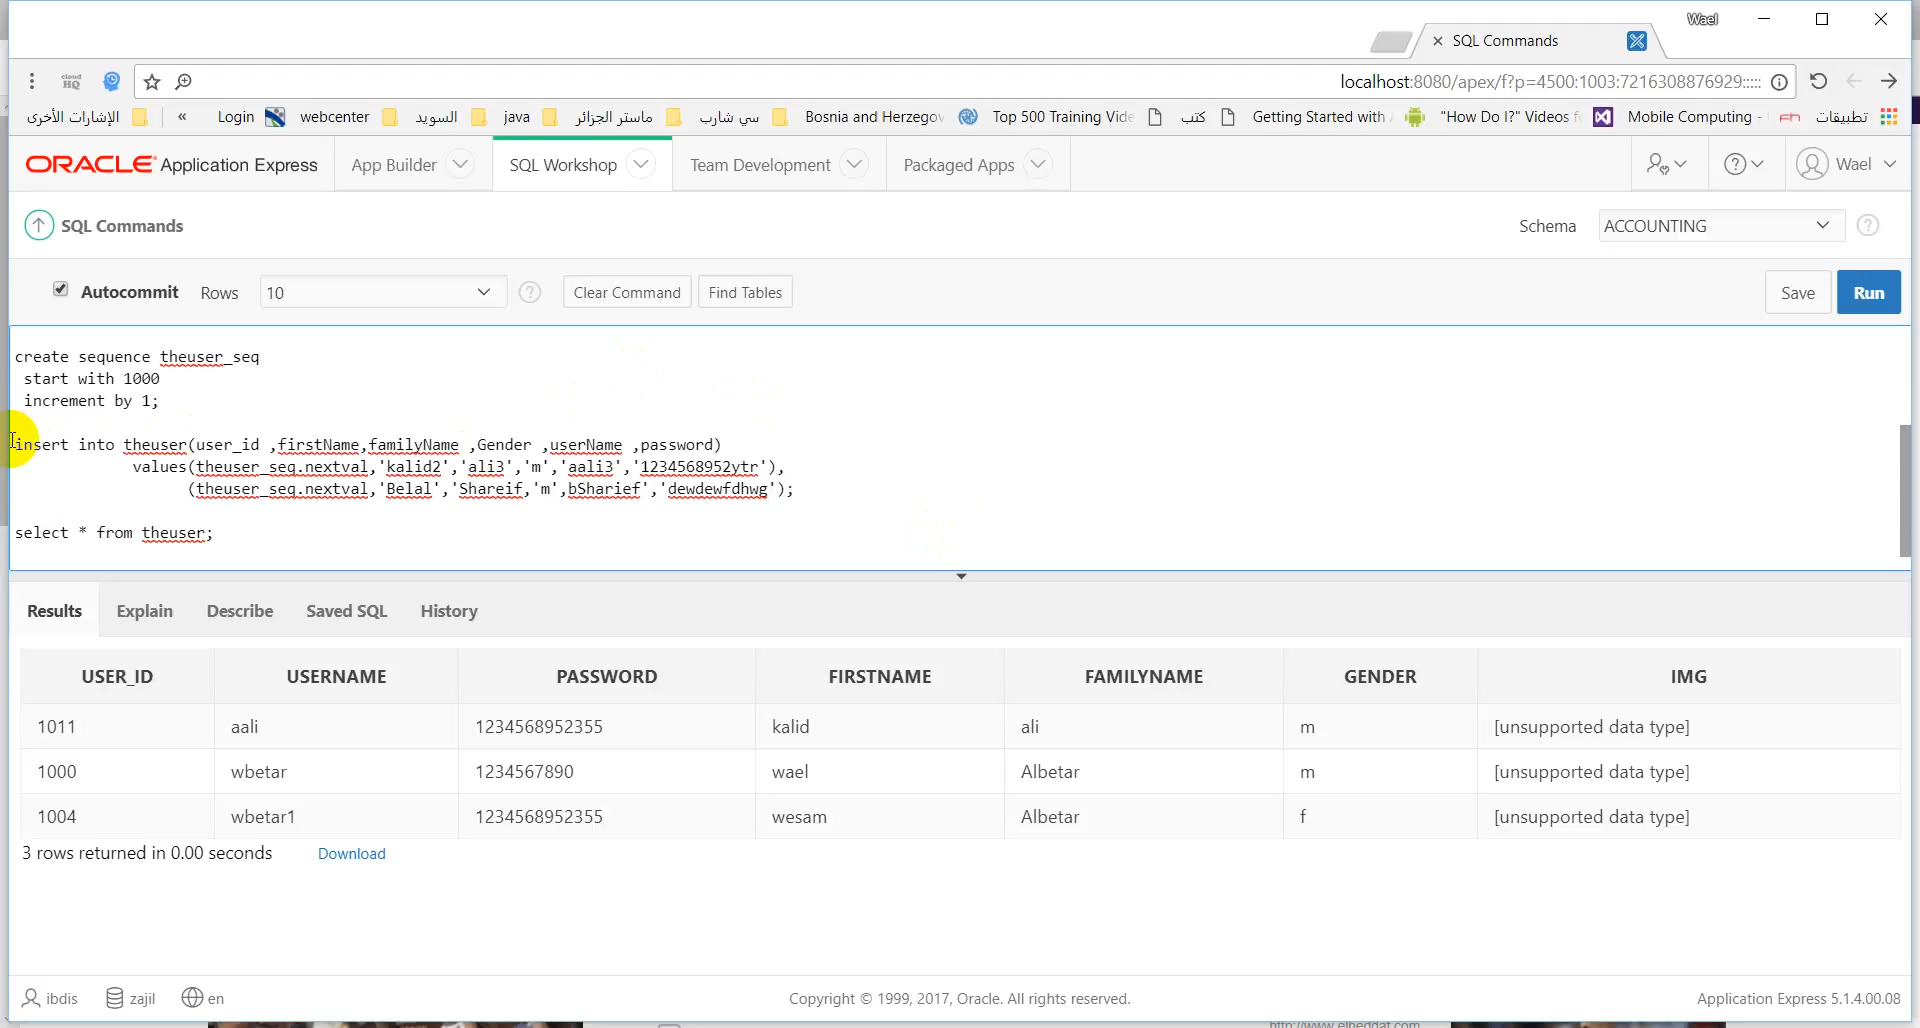 Wael
SQL Commands
cloud HQ
localhost:8080/apex/f?p=4500:1003:7216308876929:::::
الإشارات الأخرى « Login webcenter السويد java ماستر الجزائر سي شارب Bosnia and Herzegov Top 500 Training Vide كتب Getting Started with "How Do I?" Videos f Mobile Computing - تطبيقات
ORACLE Application Express App Builder SQL Workshop Team Development Packaged Apps Wael
SQL Commands Schema ACCOUNTING
Autocommit Rows 10 Clear Command Find Tables Save Run
create sequence theuser_seq
start with 1000
increment by 1;
insert into theuser(user_id ,firstName,familyName ,Gender ,userName ,password)
values(theuser_seq.nextval,'kalid2','ali3','m','aali3','1234568952ytr'),
(theuser_seq.nextval,'Belal','Shareif,'m',bSharief','dewdewfdhwg');
select * from theuser;
Results Explain Describe Saved SQL History
USER_ID USERNAME PASSWORD FIRSTNAME FAMILYNAME GENDER IMG
1011 aali 1234568952355 kalid ali m [unsupported data type]
1000 wbetar 1234567890 wael Albetar m [unsupported data type]
1004 wbetar1 1234568952355 wesam Albetar f [unsupported data type]
3 rows returned in 0.00 seconds Download
ibdis zajil en Copyright © 1999, 2017, Oracle. All rights reserved. Application Express 5.1.4.00.08